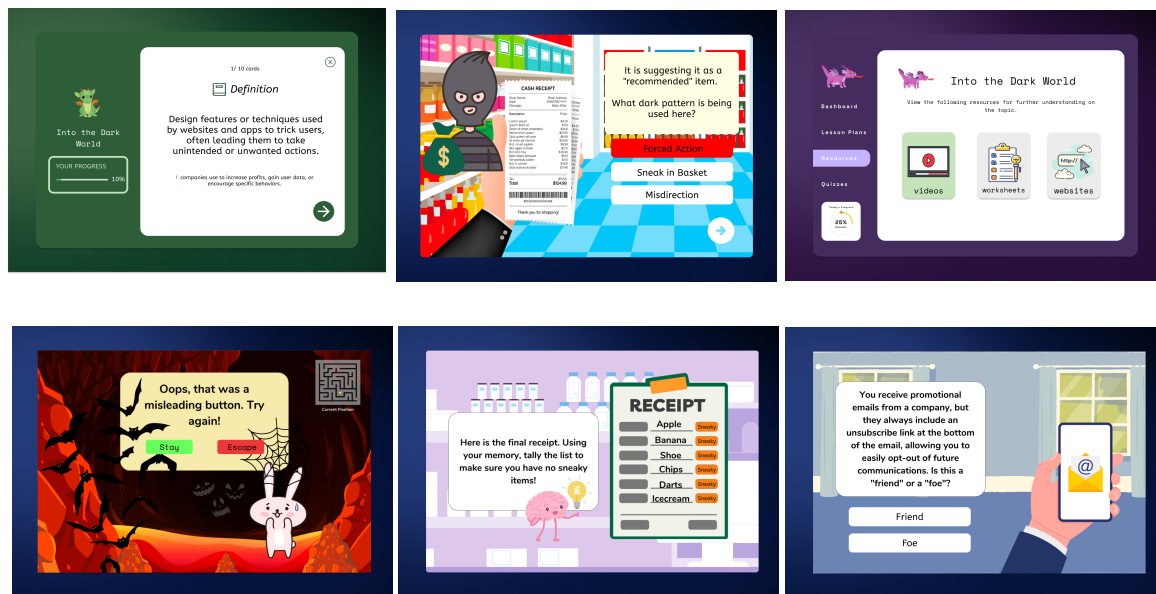 Into the Dark
World
YOUR PROGRESS
10%
1/ 10 cards
Definition
Design features or techniques used
by websites and apps to trick users,
often leading them to take
unintended or unwanted actions.
! companies use to increase profits, gain user data, or
encourage specific behaviors.
CASH RECEIPT
Description
Price
Tax
Total
$124.99
Thank you for shopping!
It is suggesting it as a
"recommended" item.
What dark pattern is being
used here?
Forced Action
Sneak in Basket
Misdirection
Dashboard
Lesson Plans
Resources
Quizzes
Today's Progress
25%
Into the Dark World
View the following resources for further understanding on
the topic.
videos
worksheets
http://
websites
Oops, that was a
misleading button. Try
again!
Stay
Escape
Current Position
Here is the final receipt. Using
your memory, tally the list to
make sure you have no sneaky
items!
RECEIPT
Apple Sneaky
Banana Sneaky
Shoe Sneaky
Chips Sneaky
Darts Sneaky
Icecream Sneaky
You receive promotional
emails from a company, but
they always include an
unsubscribe link at the bottom
of the email, allowing you to
easily opt-out of future
communications. Is this a
"friend" or a "foe"?
Friend
Foe
@